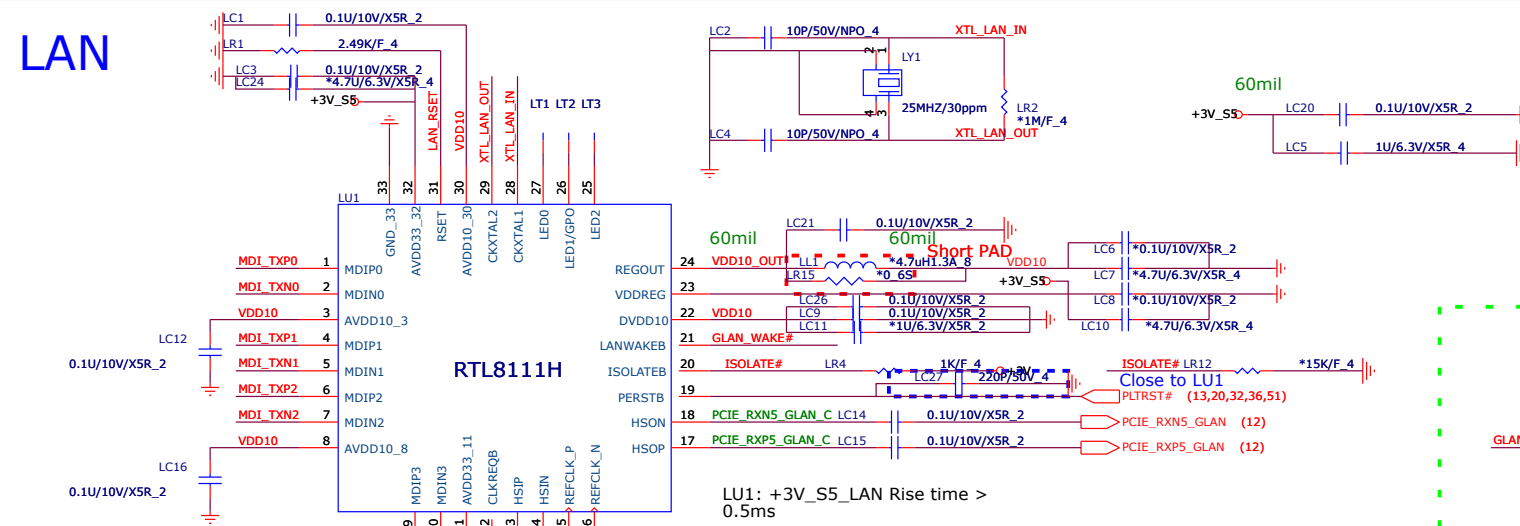 LAN
LC1 0.1U/10V/X5R_2
LR1 2.49K/F_4
LC3 0.1U/10V/X5R_2
LC24 *4.7U/6.3V/X5R_4
+3V_S5
LAN_RSET
VDD10
XTL_LAN_OUT
XTL_LAN_IN
LT1 LT2 LT3
33 32 31 30 29 28 27 26 25
LC2 10P/50V/NPO_4 XTL_LAN_IN
2 1
LY1
4 3
25MHZ/30ppm
LR2
*1M/F_4
LC4 10P/50V/NPO_4 XTL_LAN_OUT
60mil
+3V_S5
LC20 0.1U/10V/X5R_2
LC5 1U/6.3V/X5R_4
LU1
GND_33
AVDD33_32
RSET
AVDD10_30
CKXTAL2
CKXTAL1
LED0
LED1/GPO
LED2
MDI_TXP0 1 MDIP0
MDI_TXN0 2 MDIN0
VDD10 3 AVDD10_3
MDI_TXP1 4 MDIP1
MDI_TXN1 5 MDIN1
MDI_TXP2 6 MDIP2
MDI_TXN2 7 MDIN2
VDD10 8 AVDD10_8
LC12
0.1U/10V/X5R_2
LC16
0.1U/10V/X5R_2
RTL8111H
MDIP3
MDIN3
AVDD33_11
CLKREQB
HSIP
HSIN
REFCLK_P
REFCLK_N
9 0 1 2 3 4 5 6
LC21 0.1U/10V/X5R_2
60mil 60mil
Short PAD
REGOUT 24 VDD10_OUT LL1 *4.7uH1.3A_8 VDD10
LR15 *0_6S
+3V_S5
VDDREG 23
LC26 0.1U/10V/X5R_2
DVDD10 22 VDD10 LC9 0.1U/10V/X5R_2
LC11 *1U/6.3V/X5R_2
LC6 *0.1U/10V/X5R_2
LC7 *4.7U/6.3V/X5R_4
LC8 *0.1U/10V/X5R_2
LC10 *4.7U/6.3V/X5R_4
LANWAKEB 21 GLAN_WAKE#
ISOLATEB 20 ISOLATE# LR4 1K/F_4 +3V
ISOLATE# LR12 *15K/F_4
LC27 220P/50V_4
Close to LU1
PERSTB 19 PLTRST# (13,20,32,36,51)
HSON 18 PCIE_RXN5_GLAN_C LC14 0.1U/10V/X5R_2 PCIE_RXN5_GLAN (12)
HSOP 17 PCIE_RXP5_GLAN_C LC15 0.1U/10V/X5R_2 PCIE_RXP5_GLAN (12)
LU1: +3V_S5_LAN Rise time >
0.5ms